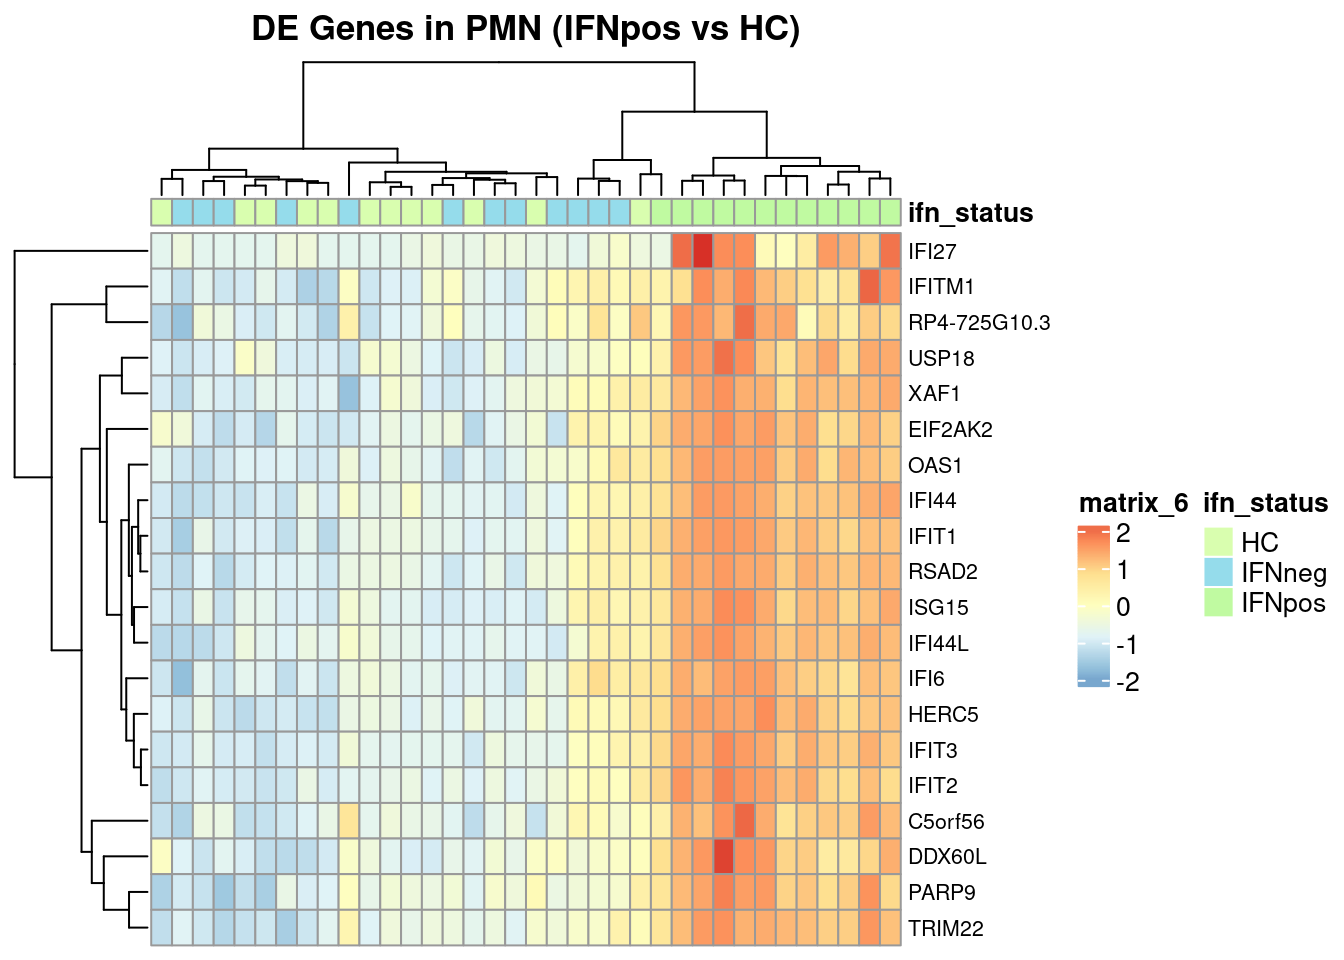 DE Genes in PMN (IFNpos vs HC)
ifn_status
IFI27
IFITM1
RP4-725G10.3
USP18
XAF1
EIF2AK2
OAS1
IFI44
IFIT1
RSAD2
ISG15
IFI44L
IFI6
HERC5
IFIT3
IFIT2
C5orf56
DDX60L
PARP9
TRIM22
matrix_6
2
1
0
-1
-2
ifn_status
HC
IFNneg
IFNpos